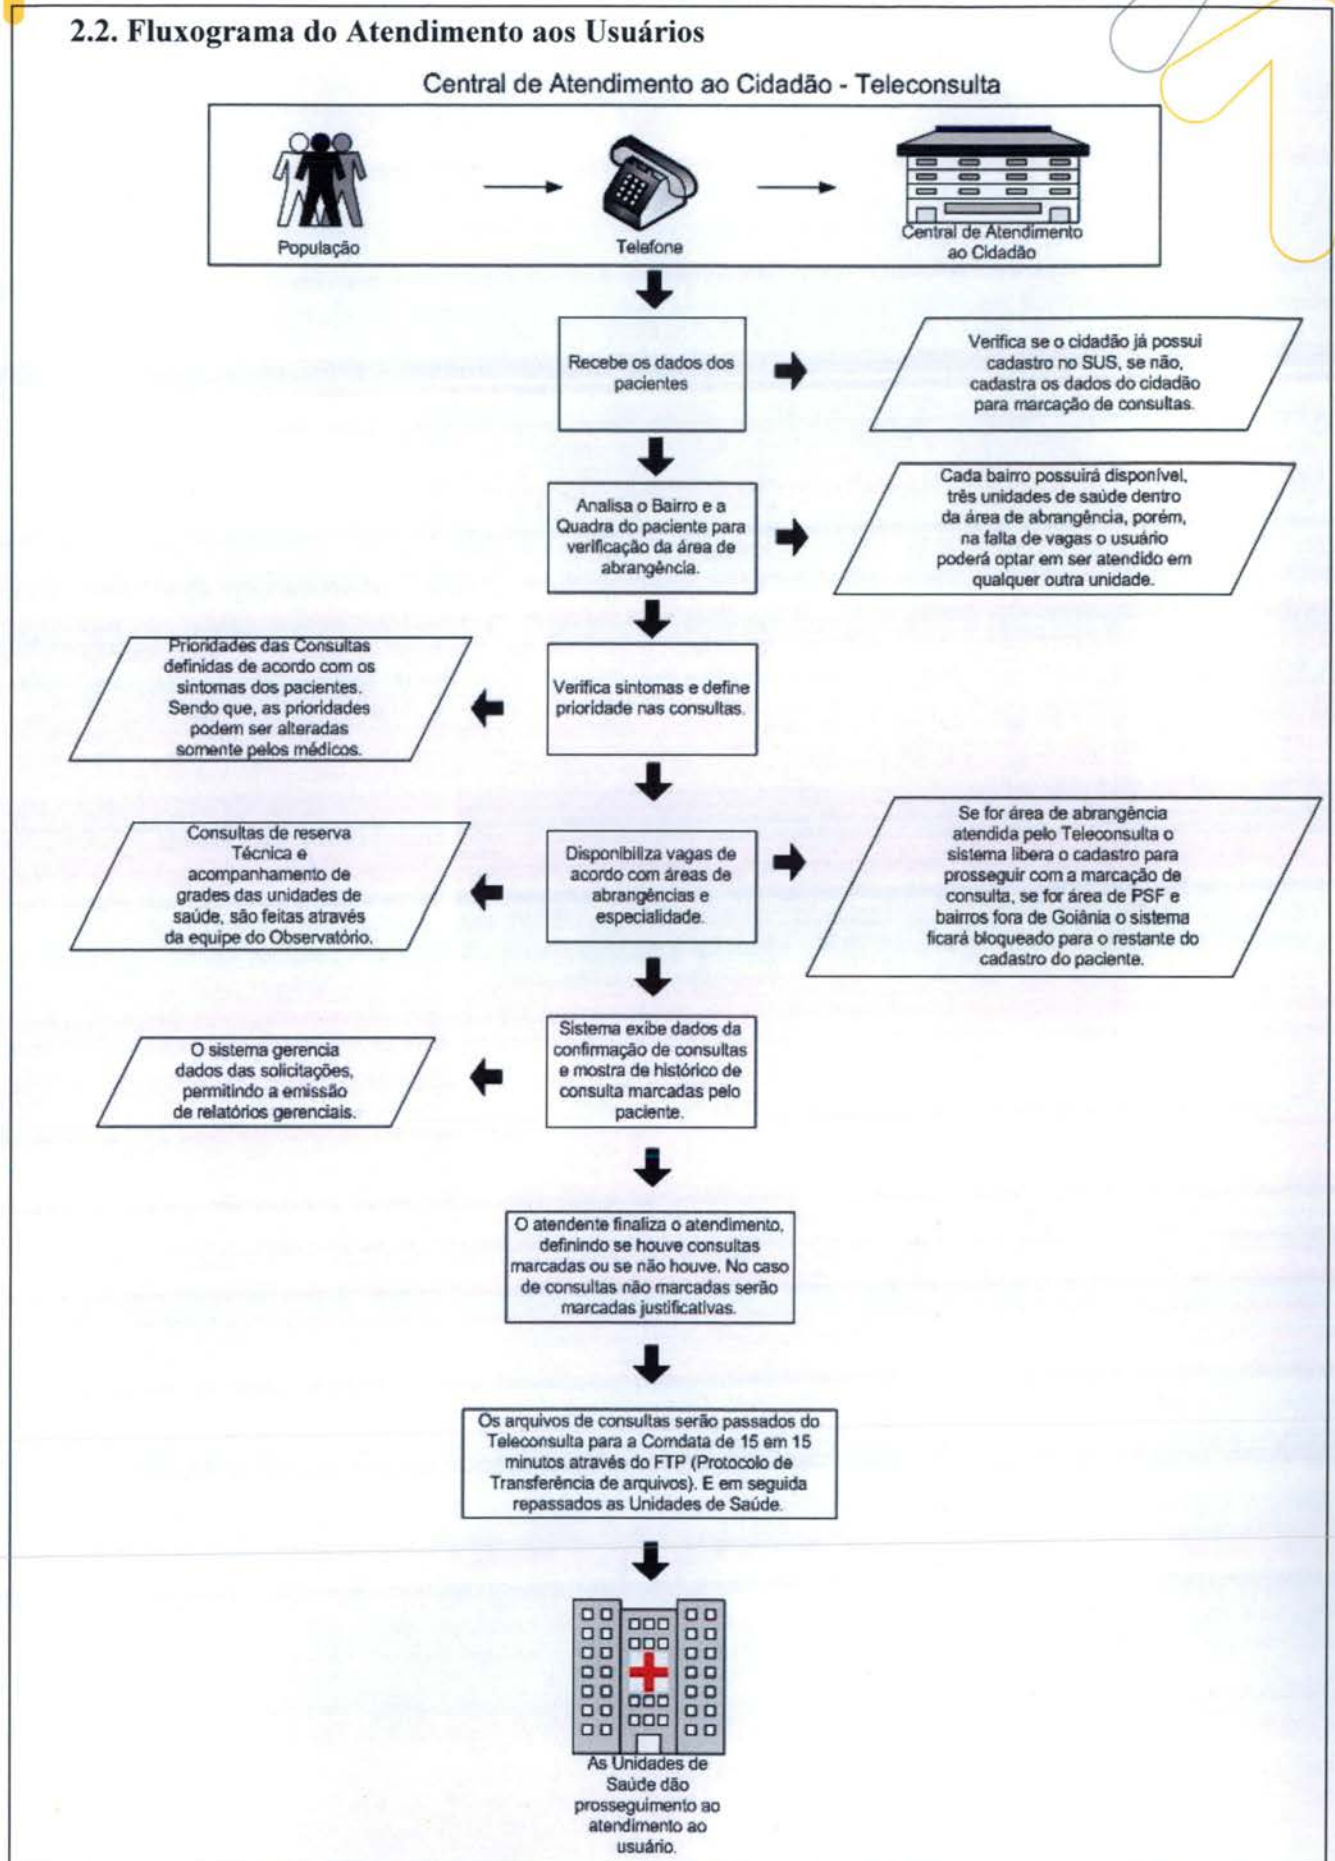 2.2. Fluxograma do Atendimento aos Usuários
Central de Atendimento ao Cidadão - Teleconsulta
População
Telefone
Central de Atendimento
ao Cidadão
Recebe os dados dos
pacientes
Verifica se o cidadão já possui
cadastro no SUS, se não,
cadastra os dados do cidadão
para marcação de consultas.
Analisa o Bairro e a
Quadra do paciente para
verificação da área de
abrangência.
Cada bairro possuirá disponível,
três unidades de saúde dentro
da área de abrangência, porém,
na falta de vagas o usuário
poderá optar em ser atendido em
qualquer outra unidade.
Prioridades das Consultas
definidas de acordo com os
sintomas dos pacientes.
Sendo que, as prioridades
podem ser alteradas
somente pelos médicos.
Verifica sintomas e define
prioridade nas consultas.
Consultas de reserva
Técnica e
acompanhamento de
grades das unidades de
saúde, são feitas através
da equipe do Observatório.
Disponibiliza vagas de
acordo com áreas de
abrangências e
especialidade.
Se for área de abrangência
atendida pelo Teleconsulta o
sistema libera o cadastro para
prosseguir com a marcação de
consulta, se for área de PSF e
bairros fora de Goiânia o sistema
ficará bloqueado para o restante do
cadastro do paciente.
O sistema gerencia
dados das solicitações,
permitindo a emissão
de relatórios gerenciais.
Sistema exibe dados da
confirmação de consultas
e mostra de histórico de
consulta marcadas pelo
paciente.
O atendente finaliza o atendimento,
definindo se houve consultas
marcadas ou se não houve. No caso
de consultas não marcadas serão
marcadas justificativas.
Os arquivos de consultas serão passados do
Teleconsulta para a Comdata de 15 em 15
minutos através do FTP (Protocolo de
Transferência de arquivos). E em seguida
repassados as Unidades de Saúde.
As Unidades de
Saúde dão
prosseguimento ao
atendimento ao
usuário.